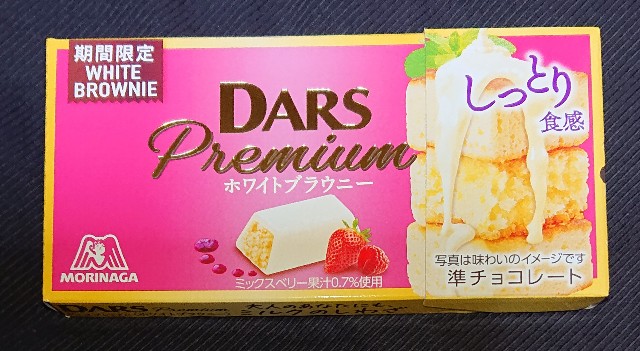 期間限定
WHITE
BROWNIE
DARS
Premium
ホワイトブラウニー
しっとり
食感
MORINAGA
ミックスベリー果汁0.7%使用
写真は味わいのイメージです
準チョコレート